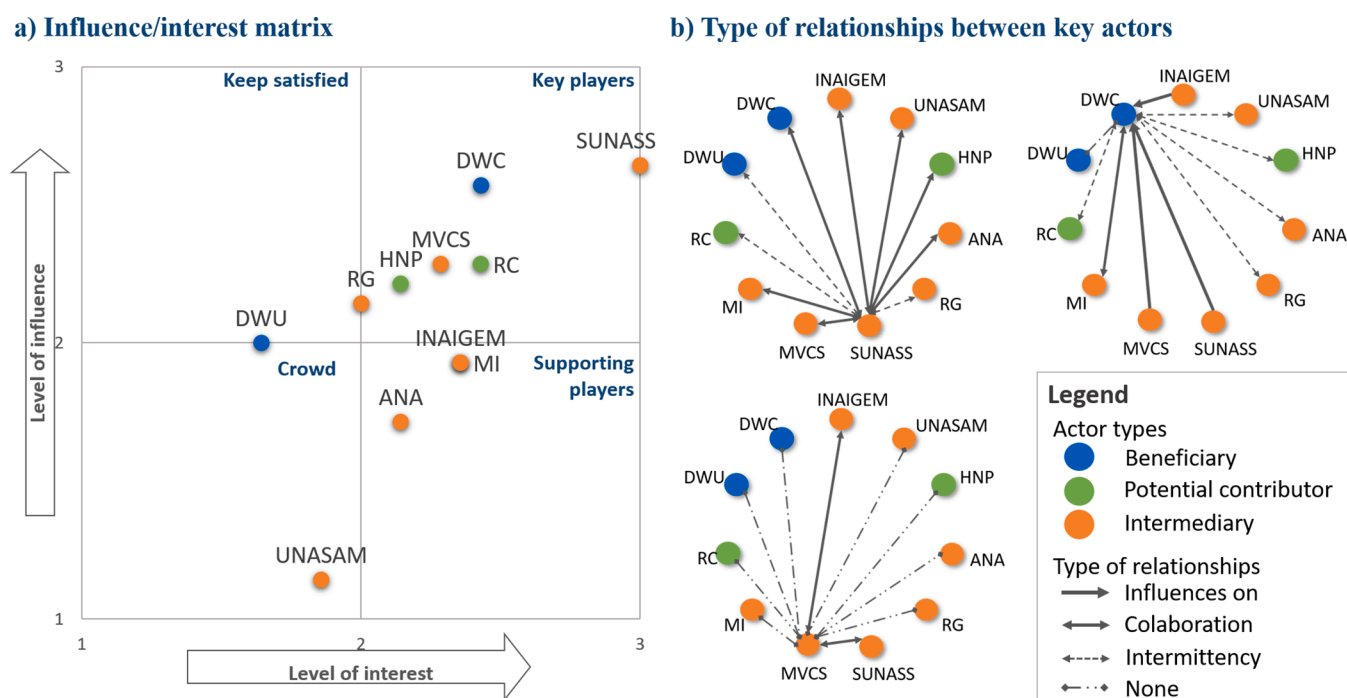 a) Influence/interest matrix
3
Keep satisfied
Key players
SUNASS
DWC
MVCS
HNP
RC
RG
DWU
2
INAIGEM
MI
Crowd
Supporting
players
ANA
UNASAM
1
1
2
3
Level of influence
Level of interest
b) Type of relationships between key actors
INAIGEM
DWC
UNASAM
DWU
HNP
RC
ANA
MI
RG
MVCS
SUNASS
INAIGEM
DWC
UNASAM
DWU
HNP
RC
ANA
MI
RG
MVCS
SUNASS
INAIGEM
DWC
UNASAM
DWU
HNP
RC
ANA
MI
RG
MVCS
SUNASS
Legend
Actor types
Beneficiary
Potential contributor
Intermediary
Type of relationships
Influences on
Colaboration
Intermittency
None